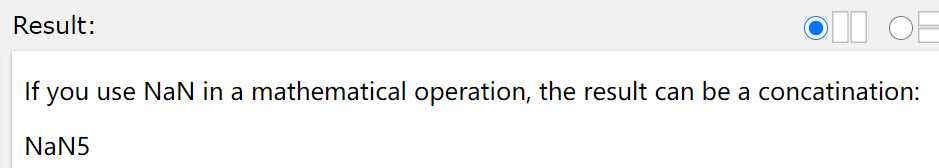 Result:
If you use NaN in a mathematical operation, the result can be a concatination:
NaN5